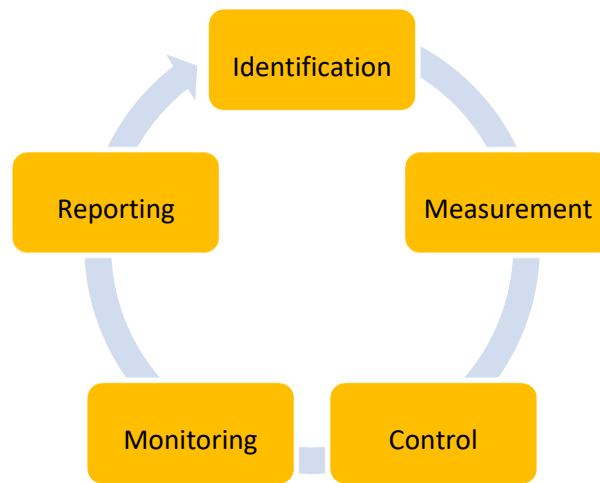 Identification
Measurement
Control
Monitoring
Reporting